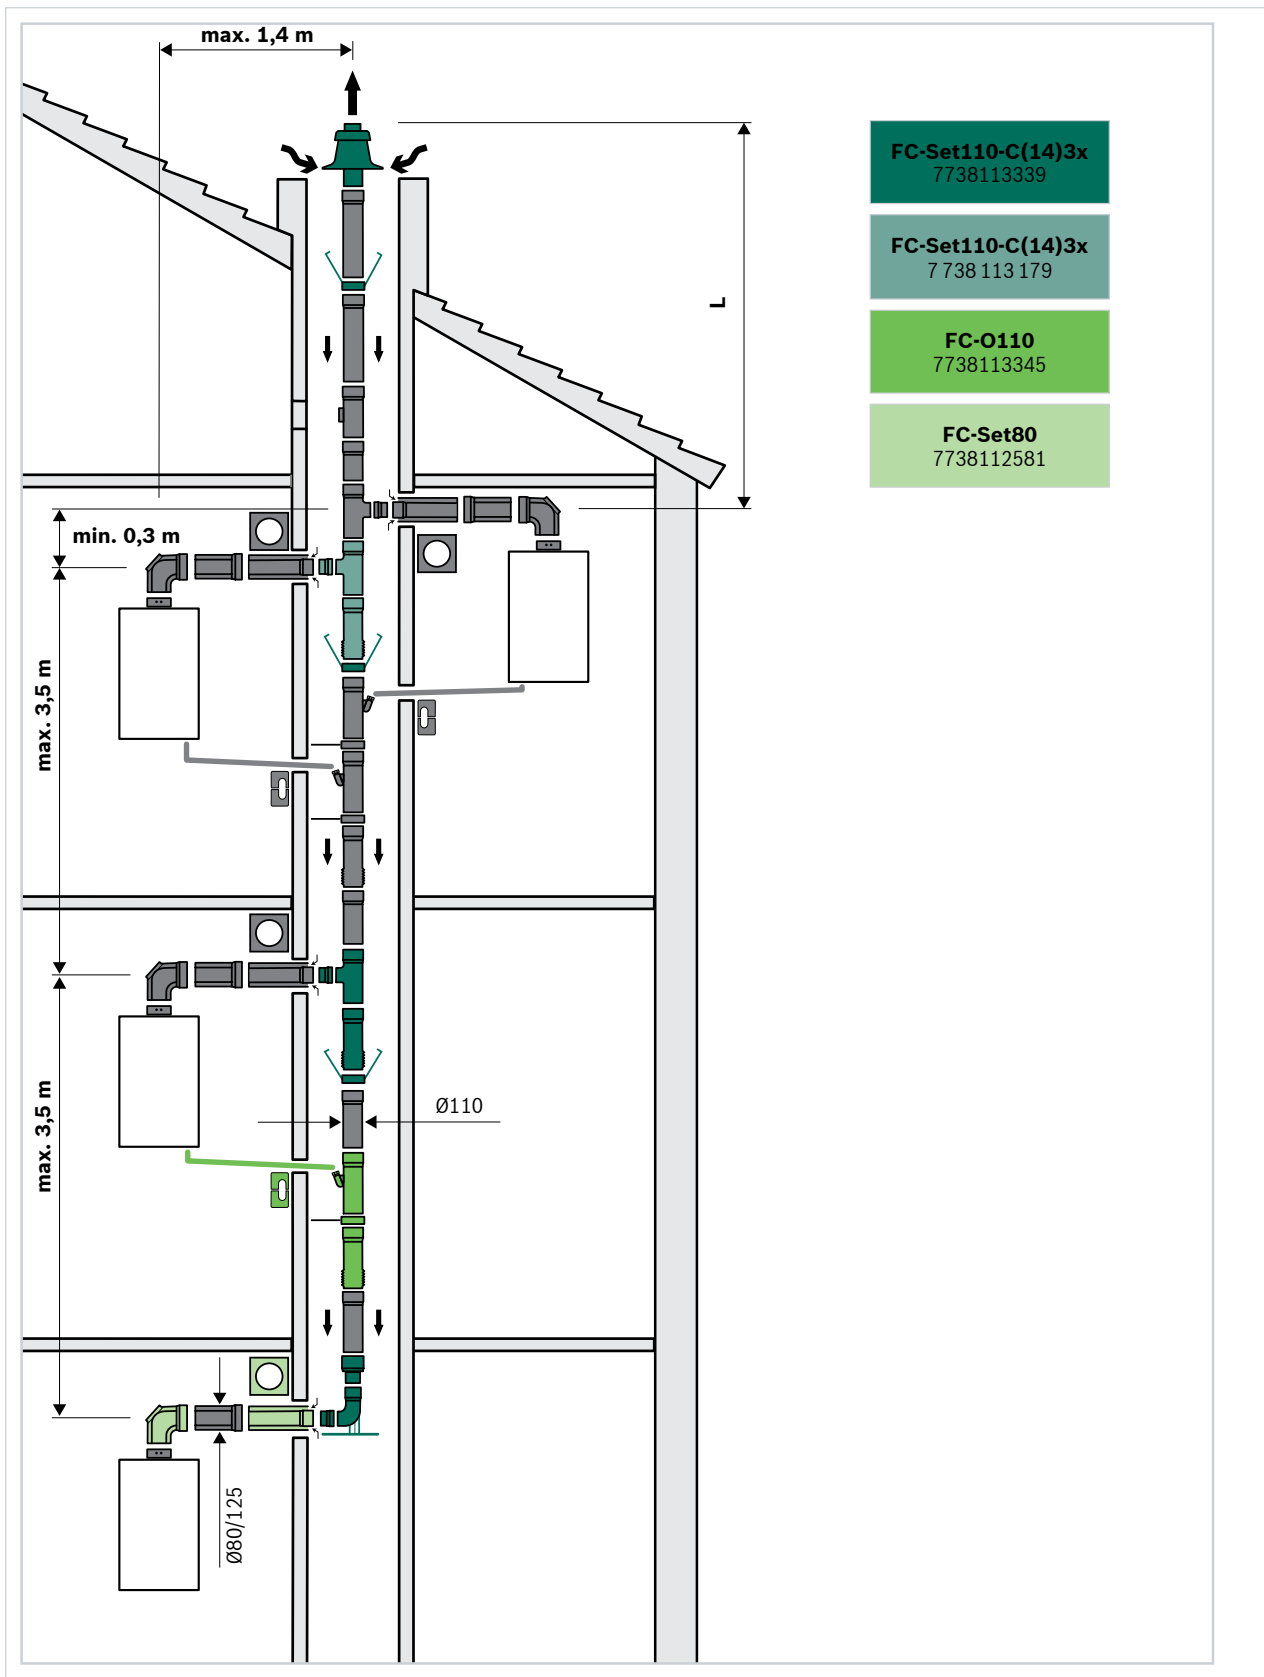 max. 1,4 m
FC-Set110-C(14)3x
7738113339
FC-Set110-C(14)3x
7 738 113 179
FC-O110
7738113345
FC-Set80
7738112581
L
min. 0,3 m
max. 3,5 m
max. 3,5 m
Ø110
Ø80/125